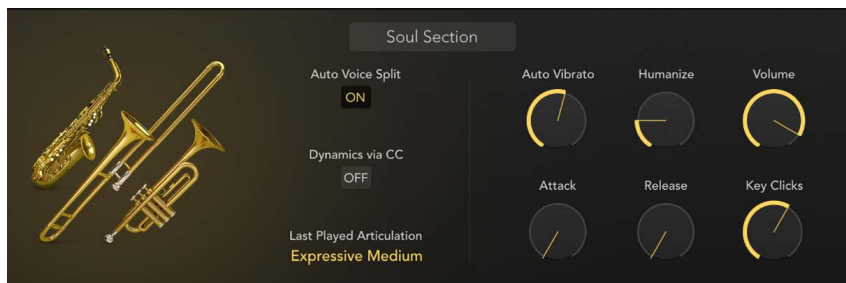 Soul Section
Auto Voice Split
ON
Dynamics via CC
OFF
Last Played Articulation
Expressive Medium
Auto Vibrato
Humanize
Volume
Attack
Release
Key Clicks